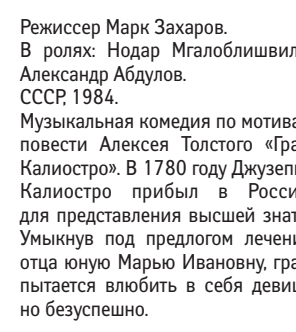 Режиссер Марк Захаров.
В ролях: Нодар Мгалоблишвил
Александр Абдулов.
СССР, 1984.
Музыкальная комедия по мотива
повести Алексея Толстого «Гра
Калиостро». В 1780 году Джузеп
Калиостро прибыл в Росси
для представления высшей знат
Умыкнув под предлогом лечени
отца юную Марью Ивановну, гра
пытается влюбить в себя девиц
но безуспешно.